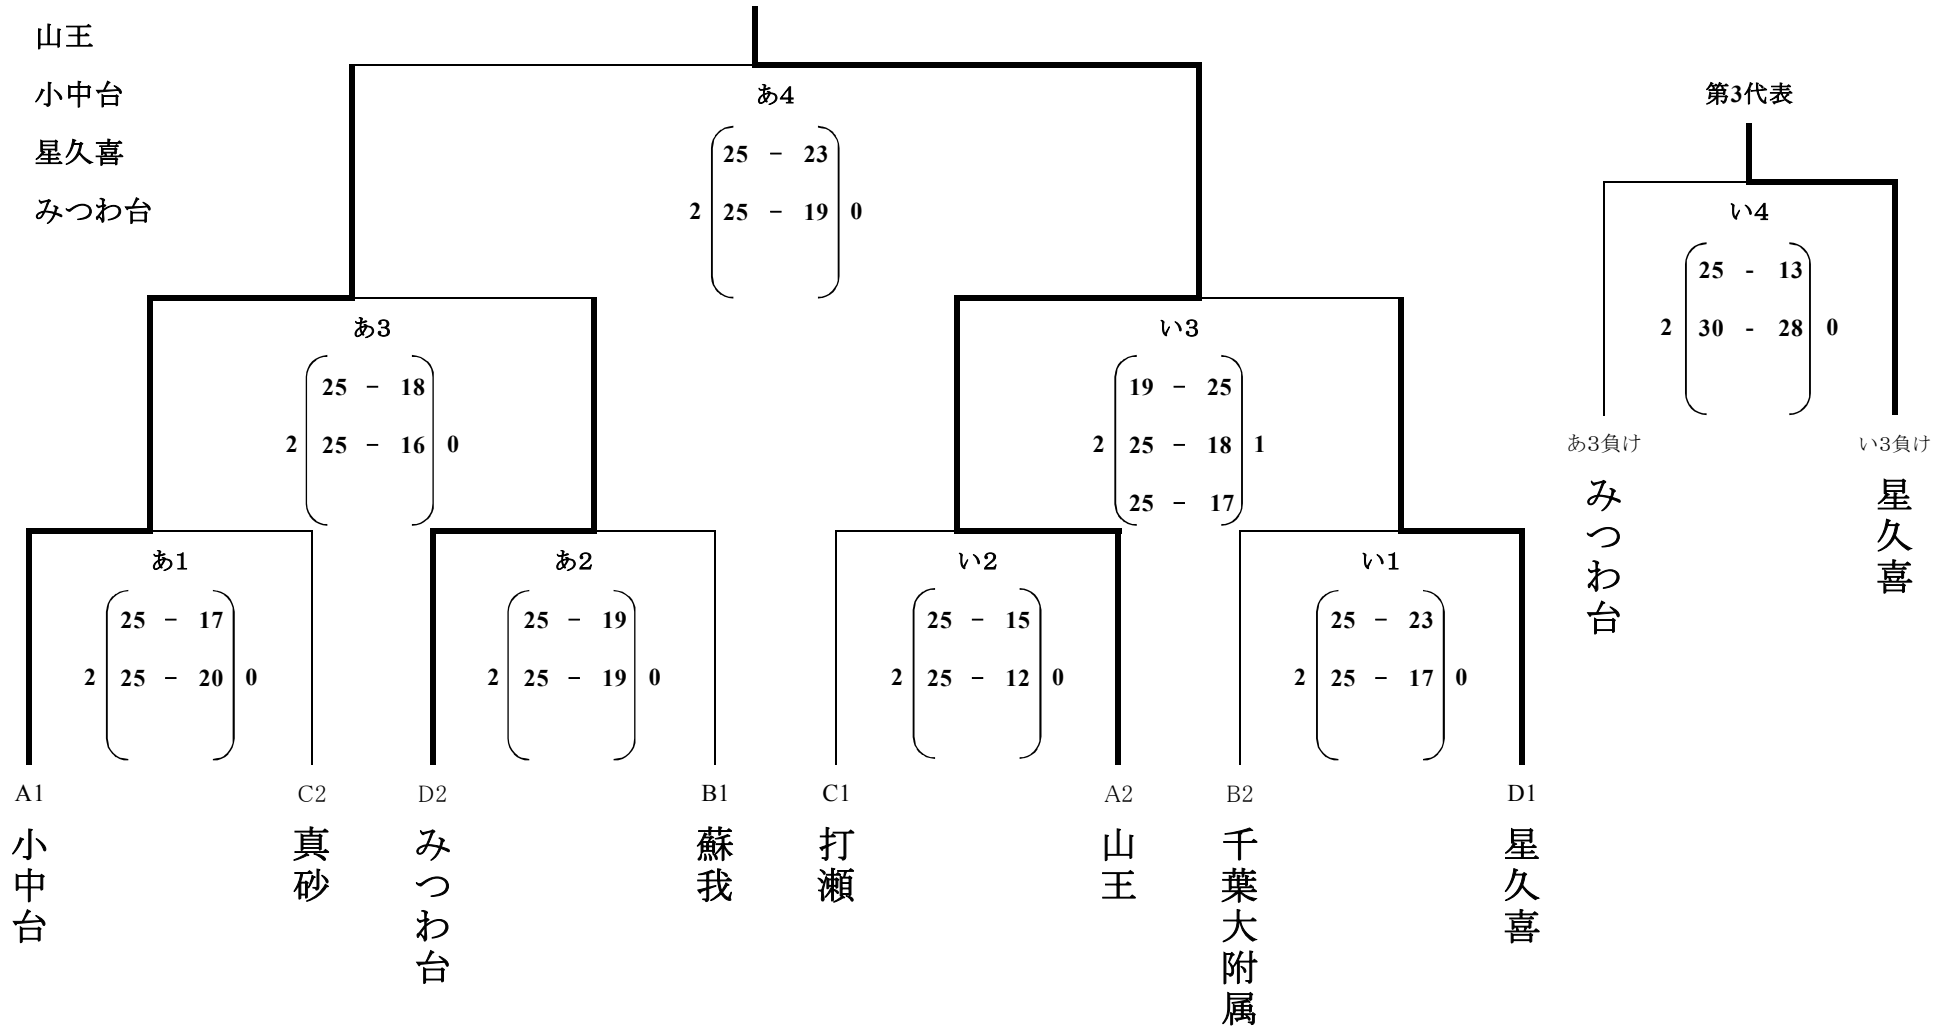 山王
小中台
星久喜
みつわ台
あ4
25 － 23
2 25 － 19 0
第3代表
い4
25 - 13
2 30 - 28 0
あ3負け
い3負け
みつわ台
星久喜
あ3
25 － 18
2 25 － 16 0
い3
19 － 25
2 25 － 18 1
25 － 17
あ1
25 － 17
2 25 － 20 0
あ2
25 － 19
2 25 － 19 0
い2
25 － 15
2 25 － 12 0
い1
25 － 23
2 25 － 17 0
A1
C2
D2
B1
C1
A2
B2
D1
小中台
真砂
みつわ台
蘇我
打瀬
山王
千葉大附属
星久喜